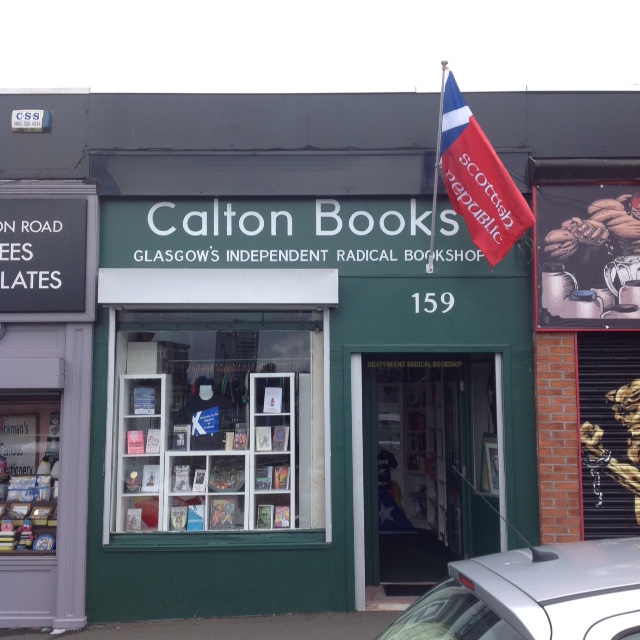 CSS
ON ROAD
EES
LATES
Calton Books
GLASGOW'S INDEPENDENT RADICAL BOOKSHOP
scottish
republic
159
INDEPENDENT RADICAL BOOKSHOP